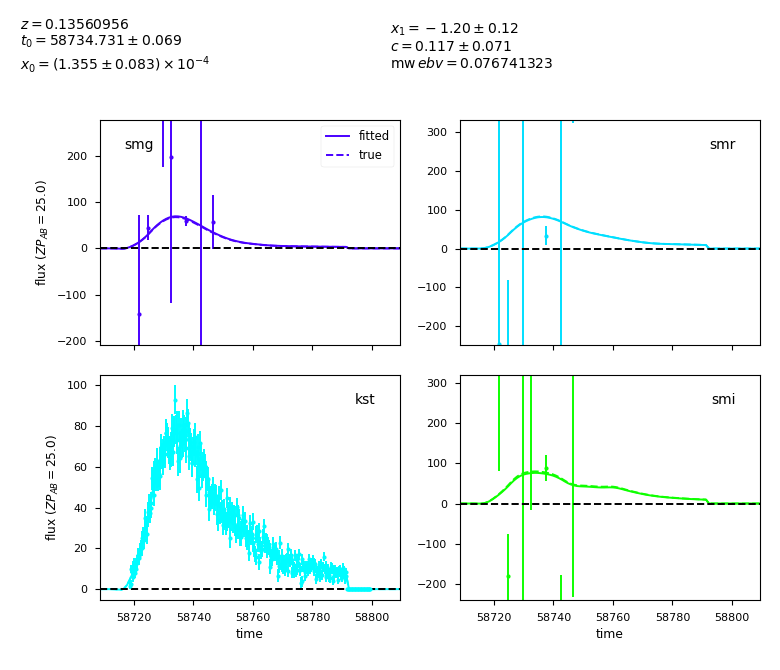 z = 0.13560956
t₀ = 58734.731 ± 0.069
x₀ = (1.355 ± 0.083) × 10⁻⁴
x₁ = −1.20 ± 0.12
c = 0.117 ± 0.071
mw ebv = 0.076741323
smg
fitted
true
200
100
0
−100
−200
flux (ZP_AB = 25.0)
smr
300
200
100
0
−100
−200
kst
100
80
60
40
20
0
flux (ZP_AB = 25.0)
58720 58740 58760 58780 58800
time
smi
300
200
100
0
−100
−200
58720 58740 58760 58780 58800
time